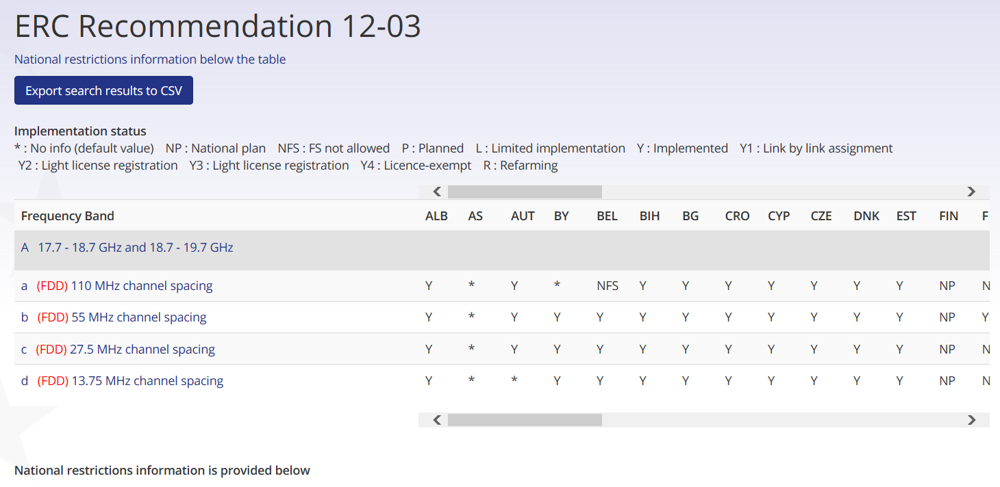 ERC Recommendation 12-03
National restrictions information below the table
Export search results to CSV
Implementation status
* : No info (default value) NP : National plan NFS : FS not allowed P : Planned L : Limited implementation Y : Implemented Y1 : Link by link assignment
Y2 : Light license registration Y3 : Light license registration Y4 : Licence-exempt R : Refarming
Frequency Band ALB AS AUT BY BEL BIH BG CRO CYP CZE DNK EST FIN F
A 17.7 - 18.7 GHz and 18.7 - 19.7 GHz
a (FDD) 110 MHz channel spacing Y * Y * NFS Y Y Y Y Y Y Y NP N
b (FDD) 55 MHz channel spacing Y * Y Y Y Y Y Y Y Y Y Y NP Y
c (FDD) 27.5 MHz channel spacing Y * Y Y Y Y Y Y Y Y Y Y NP N
d (FDD) 13.75 MHz channel spacing Y * * Y Y Y Y Y Y Y Y Y NP N
National restrictions information is provided below